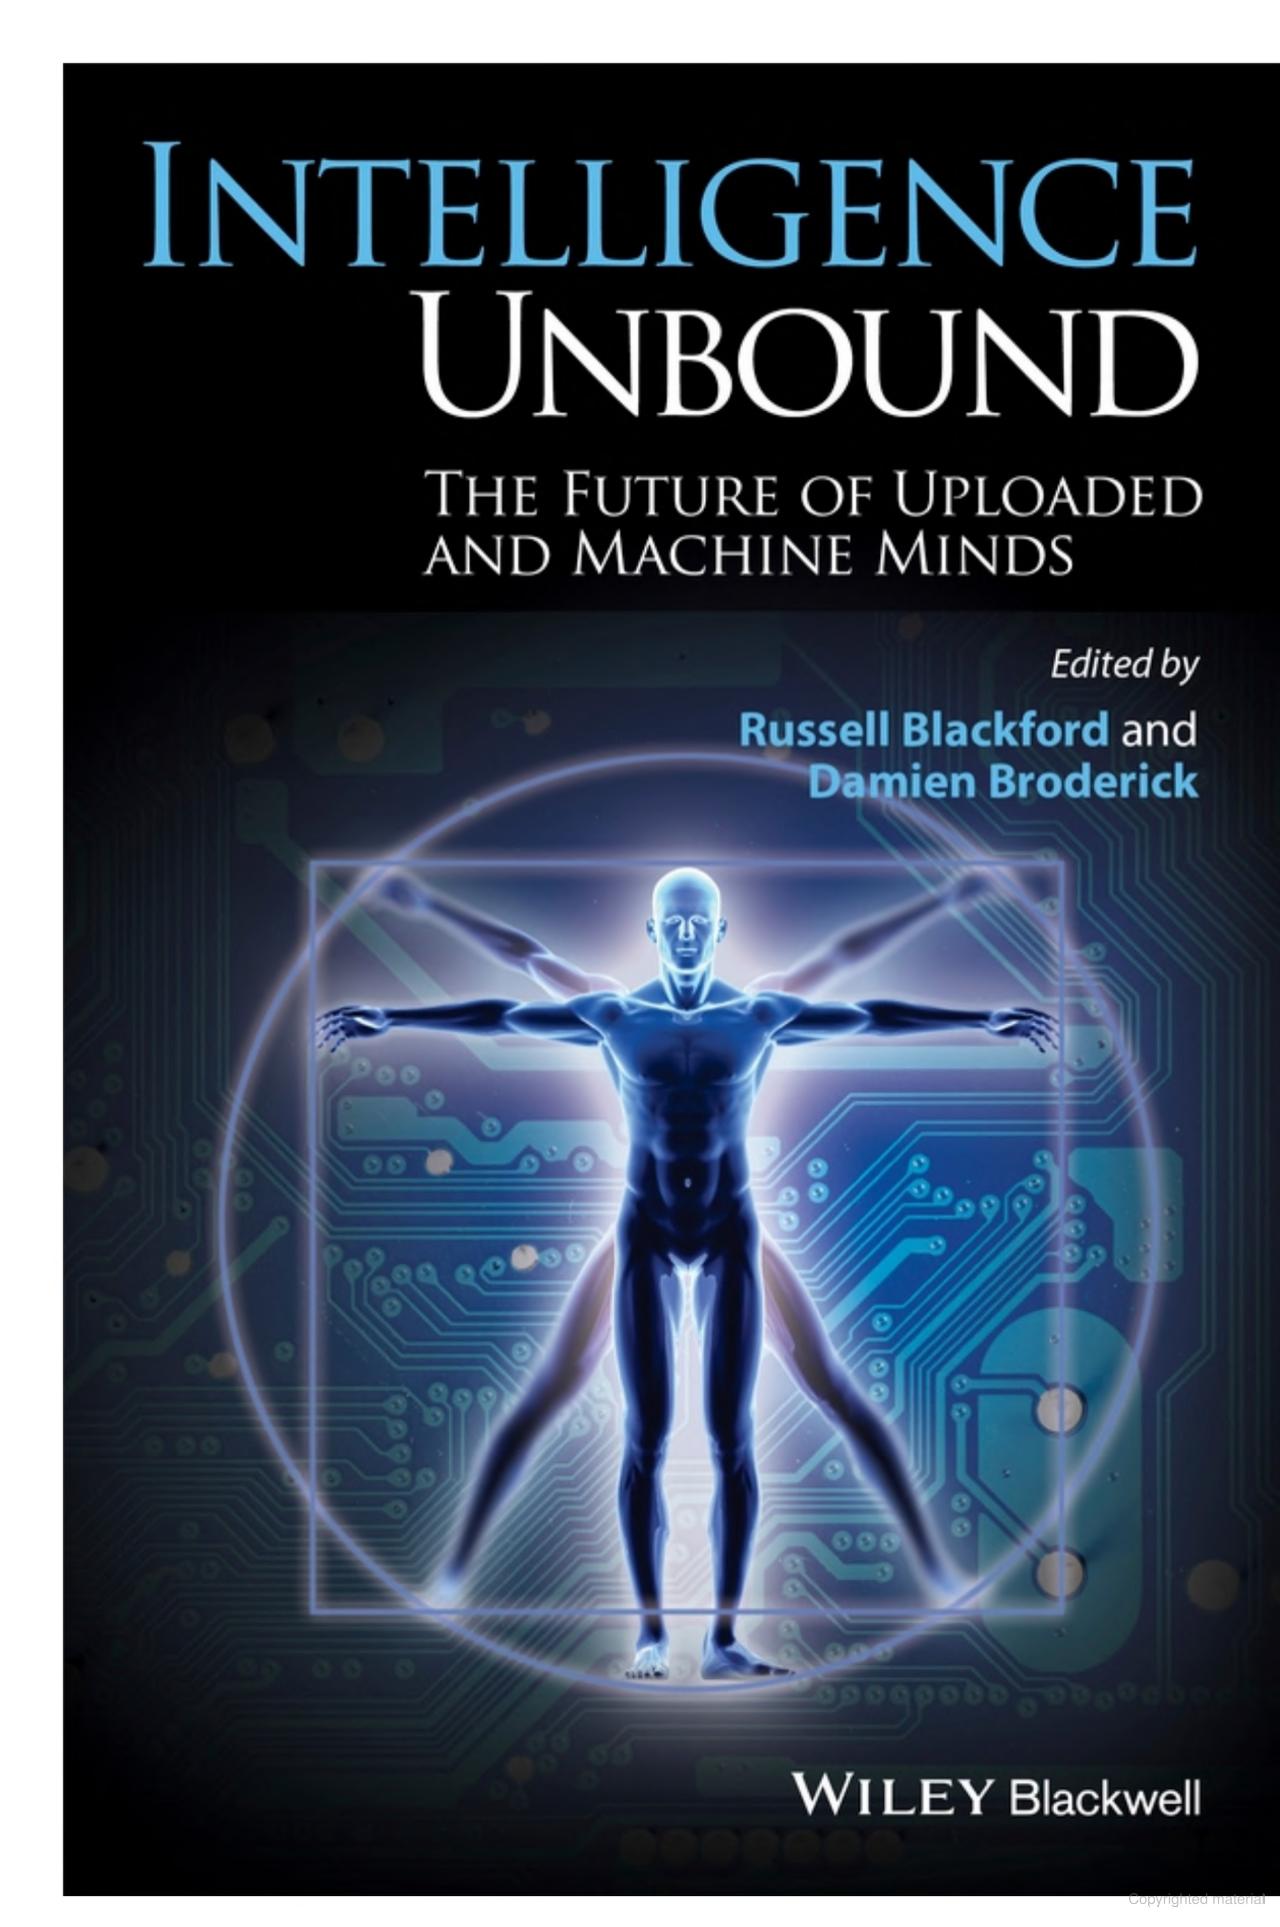 INTELLIGENCE
UNBOUND
THE FUTURE OF UPLOADED
AND MACHINE MINDS
Edited by
Russell Blackford and
Damien Broderick
WILEY Blackwell
Copyrighted material